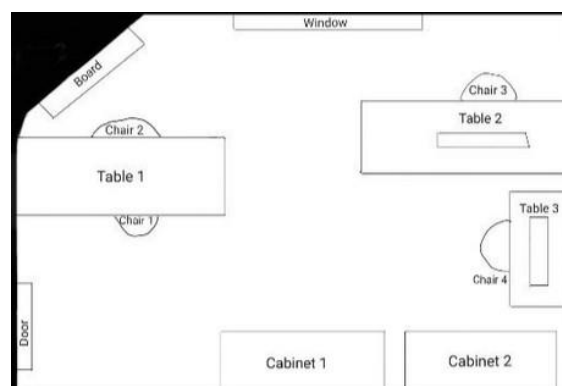 Window
Board
Chair 3
Table 2
Chair 2
Table 1
Table 3
Chair 1
Chair 4
Door
Cabinet 1
Cabinet 2